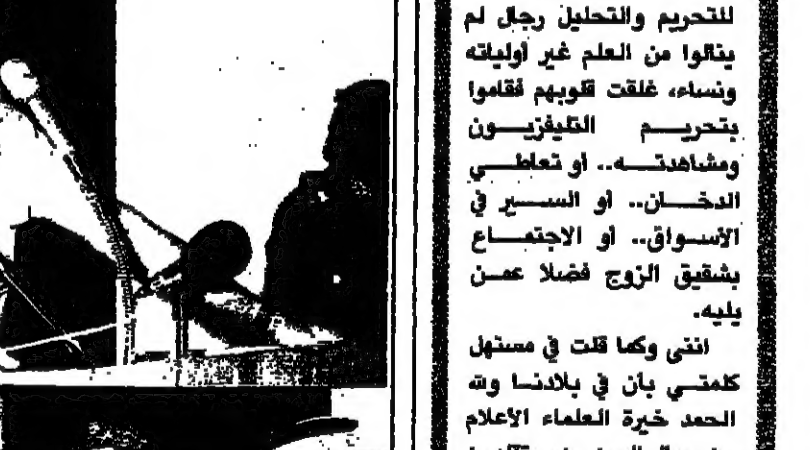 للتحريم والتحليل رجال لم
ينالوا من العلم غير أولياته
ونساء، غلقت قلوبهم فقاموا
بتحريم التليفزيون
ومشاهدته.. أو تعاطي
الدخان.. أو السير في
الأسواق.. أو الاجتماع
بشقيق الزوج فضلا عمن
يليه.
انني وكما قلت في مستهل
كلمتي بأن في بلادنا ولله
الحمد خيرة العلماء الأعلام